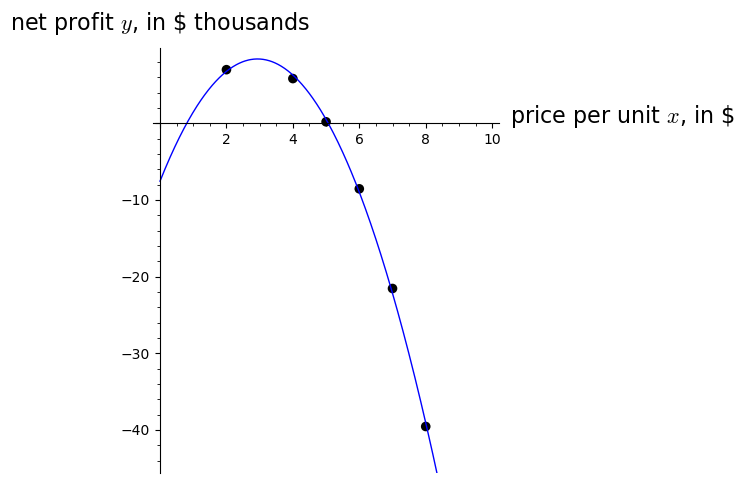 net profit y, in $ thousands
price per unit x, in $
2 4 6 8 10
−10
−20
−30
−40